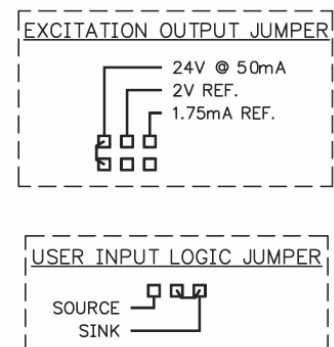 EXCITATION OUTPUT JUMPER
24V @ 50mA
2V REF.
1.75mA REF.
USER INPUT LOGIC JUMPER
SOURCE
SINK